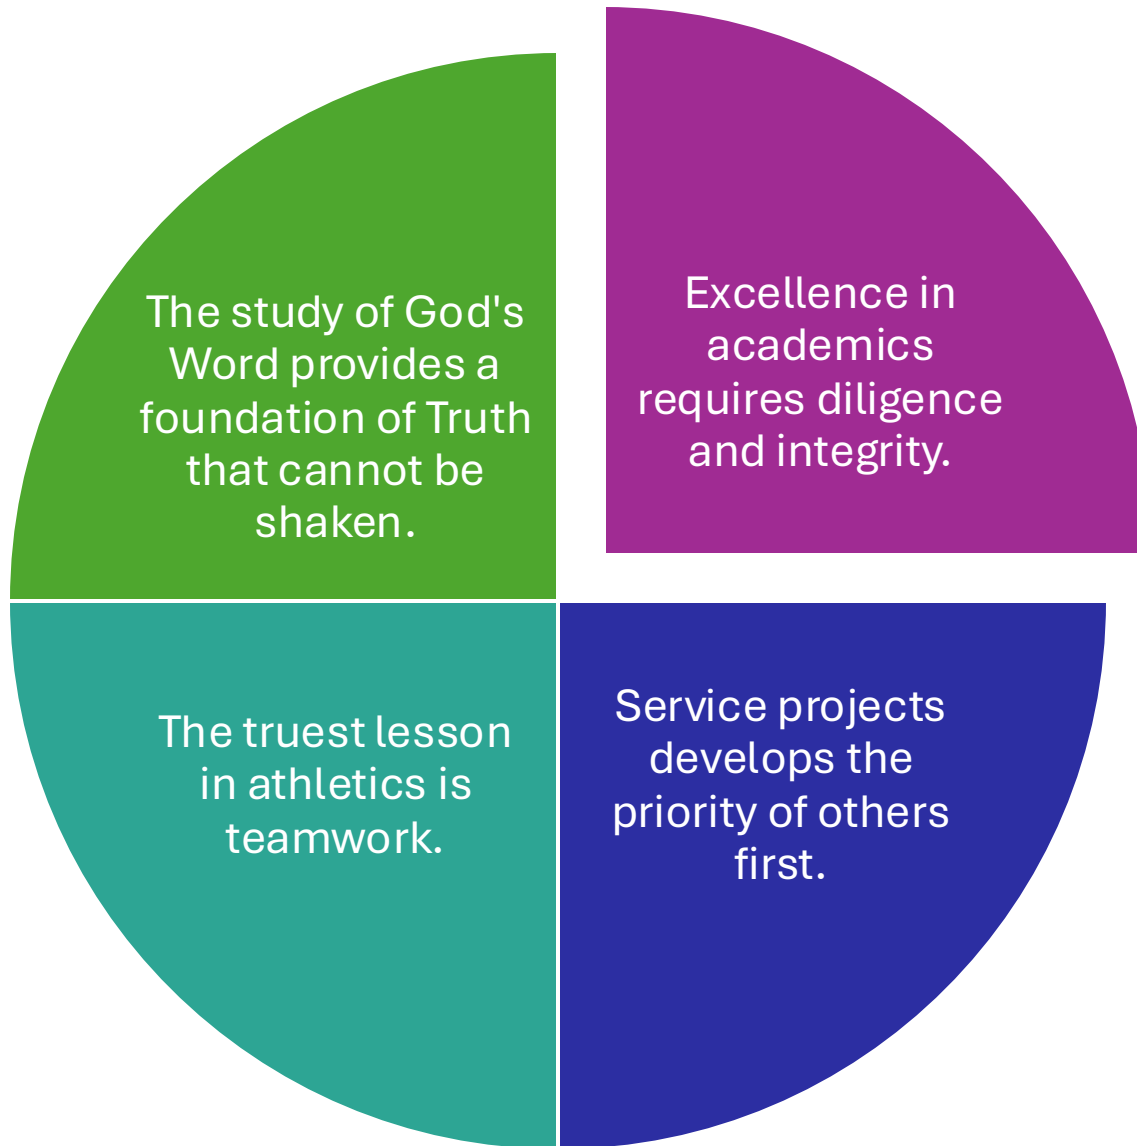 The study of God's
Word provides a
foundation of Truth
that cannot be
shaken.
Excellence in
academics
requires diligence
and integrity.
The truest lesson
in athletics is
teamwork.
Service projects
develops the
priority of others
first.